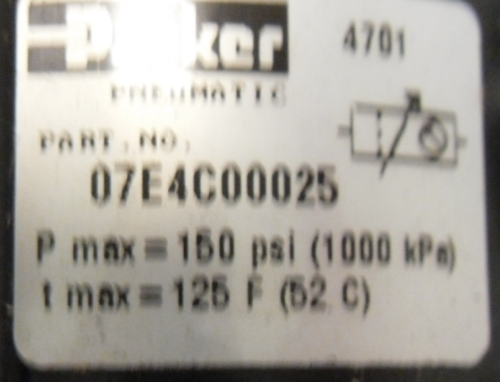 Parker
4701
PNEUMATIC
PART. NO.
07E4C00025
P max = 150 psi (1000 kPa)
t max = 125 F (52 C)